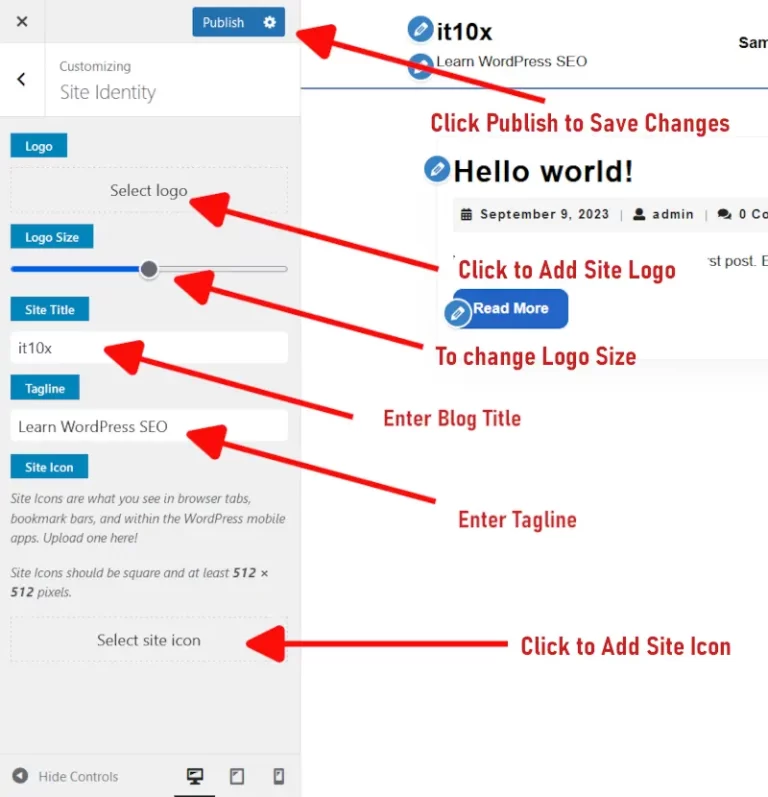 Publish
Customizing
Site Identity
Logo
Select logo
Logo Size
Site Title
it10x
Tagline
Learn WordPress SEO
Site Icon
Site Icons are what you see in browser tabs,
bookmark bars, and within the WordPress mobile
apps. Upload one here!
Site Icons should be square and at least 512 ×
512 pixels.
Select site icon
Hide Controls
it10x
Learn WordPress SEO
Sam
Click Publish to Save Changes
Hello world!
September 9, 2023 | admin | 0 Co
Click to Add Site Logo
rst post. E
Read More
To change Logo Size
Enter Blog Title
Enter Tagline
Click to Add Site Icon